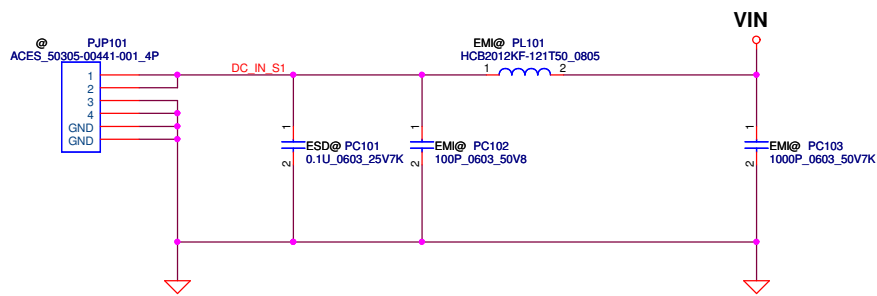 VIN
@ PJP101
ACES_50305-00441-001_4P
EMI@ PL101
HCB2012KF-121T50_0805
1
2
3
4
GND
GND
DC_IN_S1
1 2
1
ESD@ PC101
0.1U_0603_25V7K
2
1
EMI@ PC102
100P_0603_50V8
2
1
EMI@ PC103
1000P_0603_50V7K
2